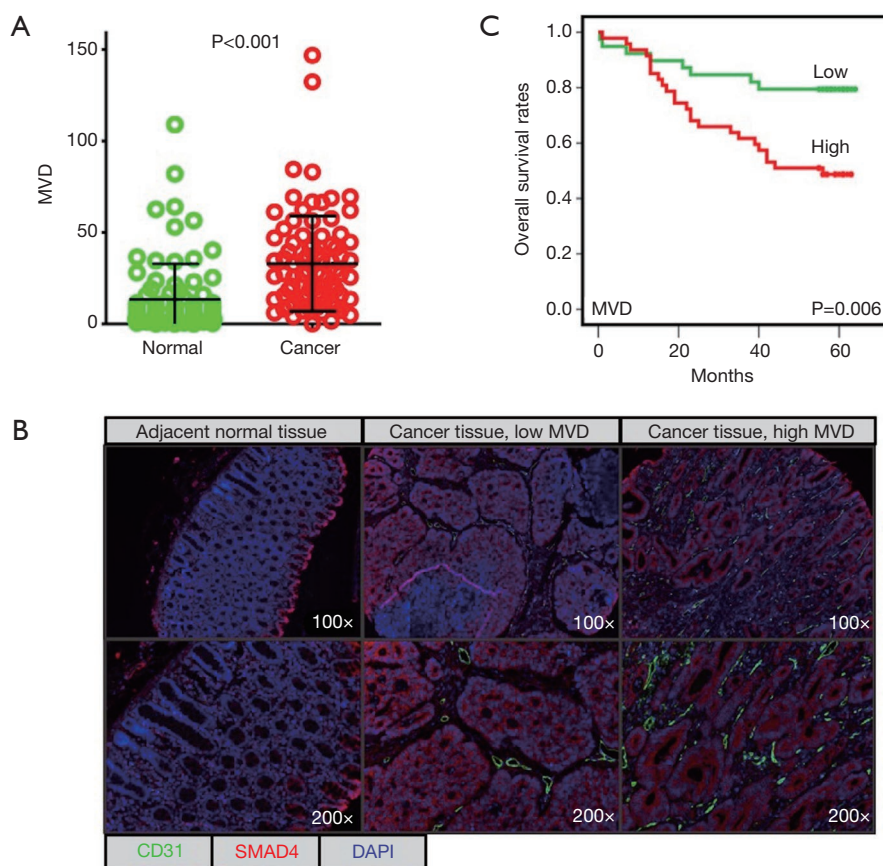 A
P<0.001
150
100
50
0
MVD
Normal
Cancer
C
1.0
0.8
0.6
0.4
0.2
0.0
Overall survival rates
Low
High
MVD
P=0.006
0
20
40
60
Months
B
Adjacent normal tissue
Cancer tissue, low MVD
Cancer tissue, high MVD
100×
100×
100×
200×
200×
200×
CD31
SMAD4
DAPI